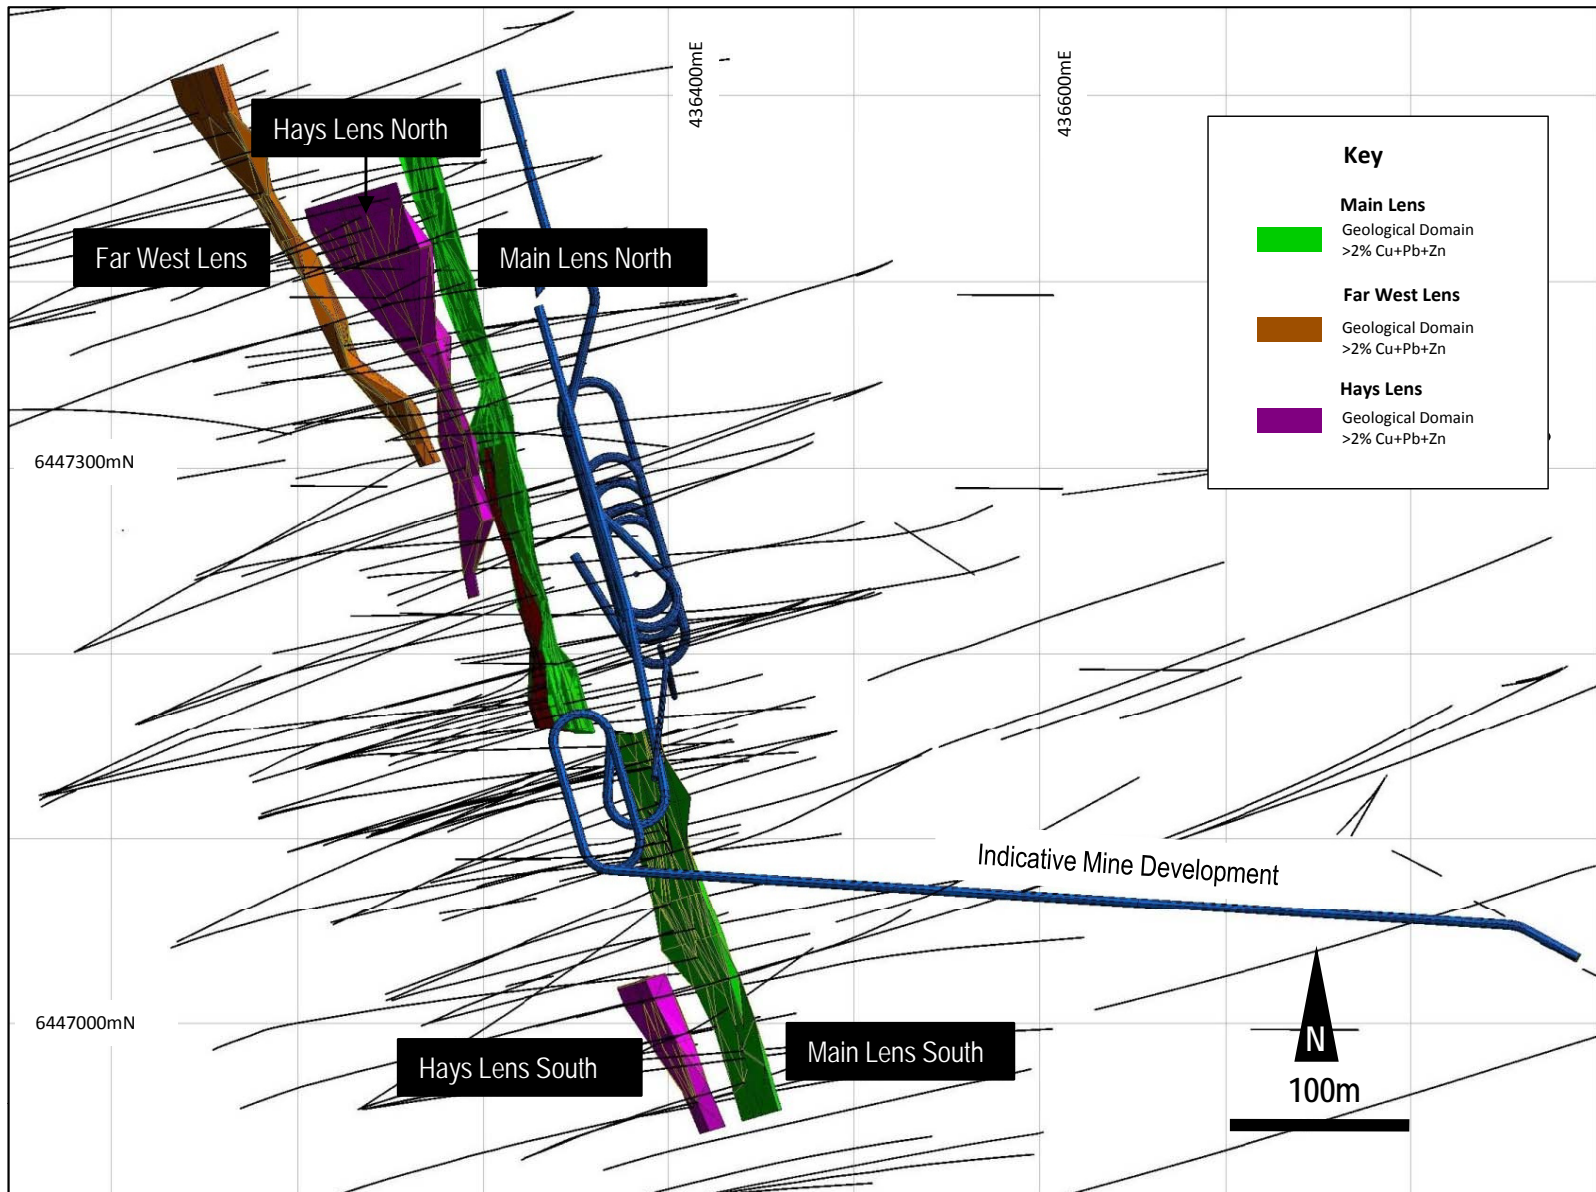 436400mE
436600mE
Hays Lens North
Far West Lens
Main Lens North
Key
Main Lens
Geological Domain
>2% Cu+Pb+Zn
Far West Lens
Geological Domain
>2% Cu+Pb+Zn
Hays Lens
Geological Domain
>2% Cu+Pb+Zn
6447300mN
Indicative Mine Development
6447000mN
Hays Lens South
Main Lens South
N
100m